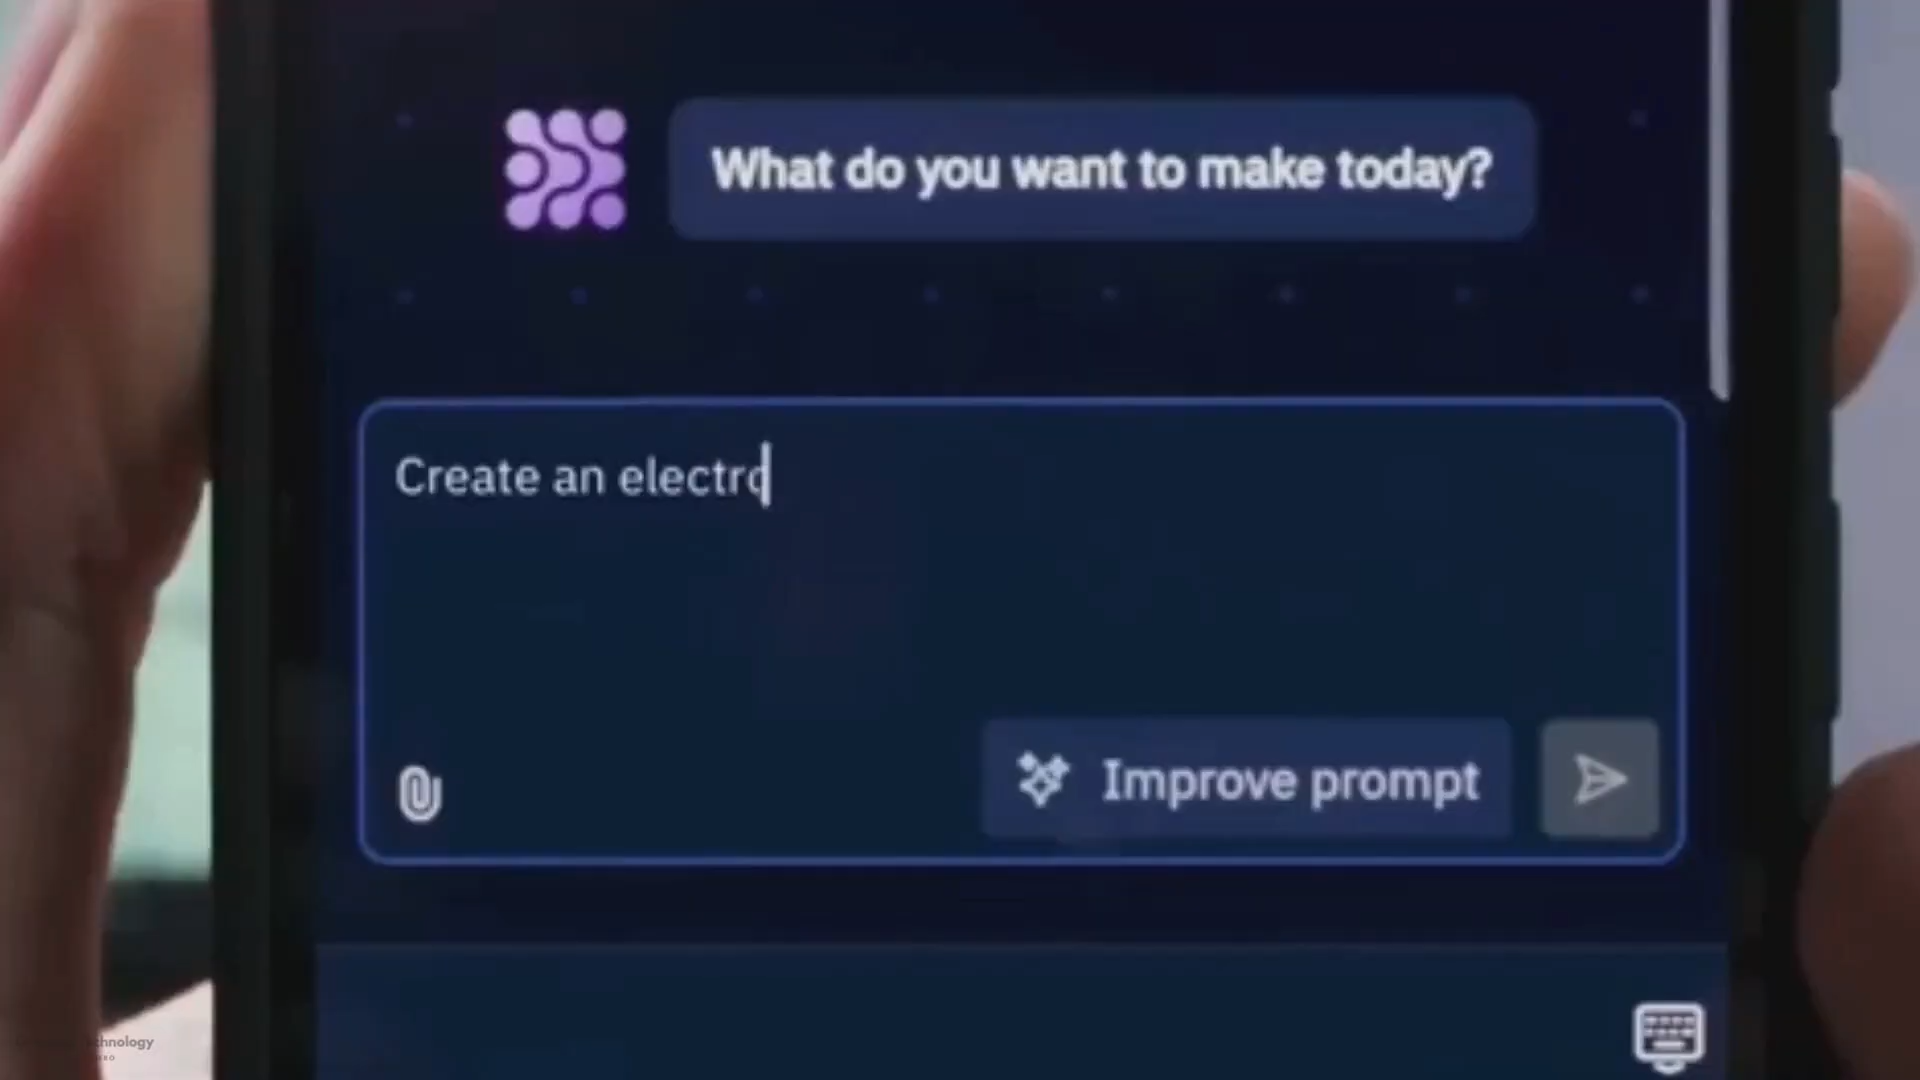 What do you want to make today?
Create an electro
Improve prompt